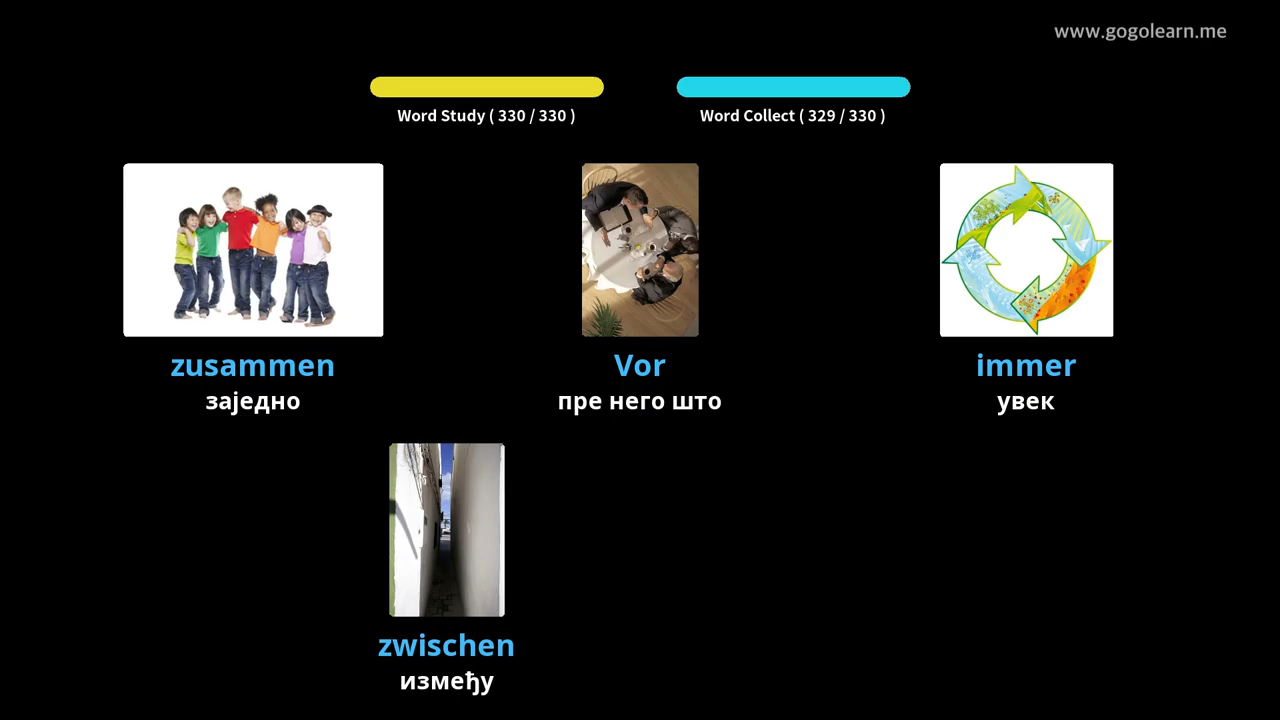 www.gogolearn.me
Word Study ( 330 / 330 )
Word Collect ( 329 / 330 )
zusammen
заједно
Vor
пре него што
immer
увек
zwischen
између